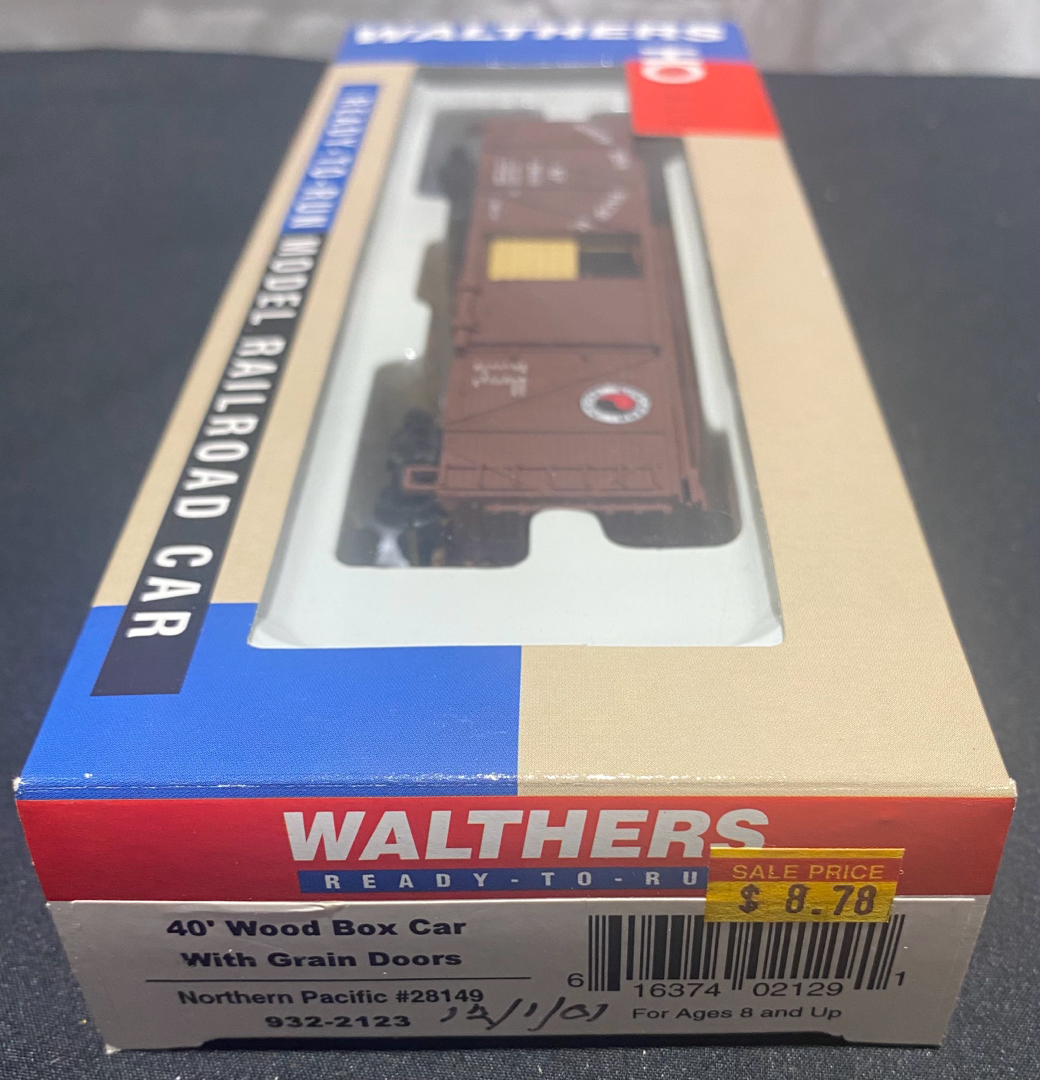 WALTHERS
HO
READY-TO-RUN MODEL RAILROAD CAR
WALTHERS
READY-TO-RU
SALE PRICE
$ 8.78
40' Wood Box Car
With Grain Doors
Northern Pacific #28149
932-2123 12/1/01
6 16374 02129 1
For Ages 8 and Up